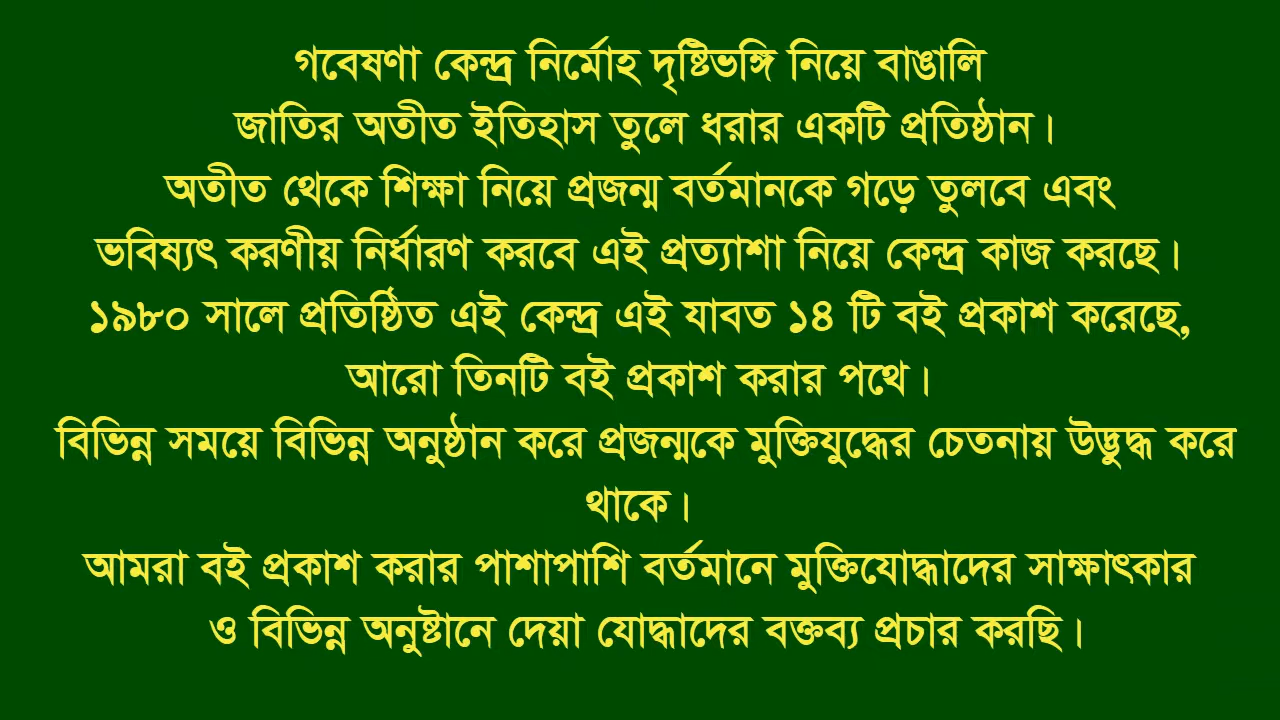 গবেষণা কেন্দ্র নির্মোহ দৃষ্টিভঙ্গি নিয়ে বাঙালি
জাতির অতীত ইতিহাস তুলে ধরার একটি প্রতিষ্ঠান।
অতীত থেকে শিক্ষা নিয়ে প্রজন্ম বর্তমানকে গড়ে তুলবে এবং
ভবিষ্যৎ করণীয় নির্ধারণ করবে এই প্রত্যাশা নিয়ে কেন্দ্র কাজ করছে।
১৯৮০ সালে প্রতিষ্ঠিত এই কেন্দ্র এই যাবত ১৪ টি বই প্রকাশ করেছে,
আরো তিনটি বই প্রকাশ করার পথে।
বিভিন্ন সময়ে বিভিন্ন অনুষ্ঠান করে প্রজন্মকে মুক্তিযুদ্ধের চেতনায় উদ্ভুদ্ধ করে
থাকে।
আমরা বই প্রকাশ করার পাশাপাশি বর্তমানে মুক্তিযোদ্ধাদের সাক্ষাৎকার
ও বিভিন্ন অনুষ্টানে দেয়া যোদ্ধাদের বক্তব্য প্রচার করছি।